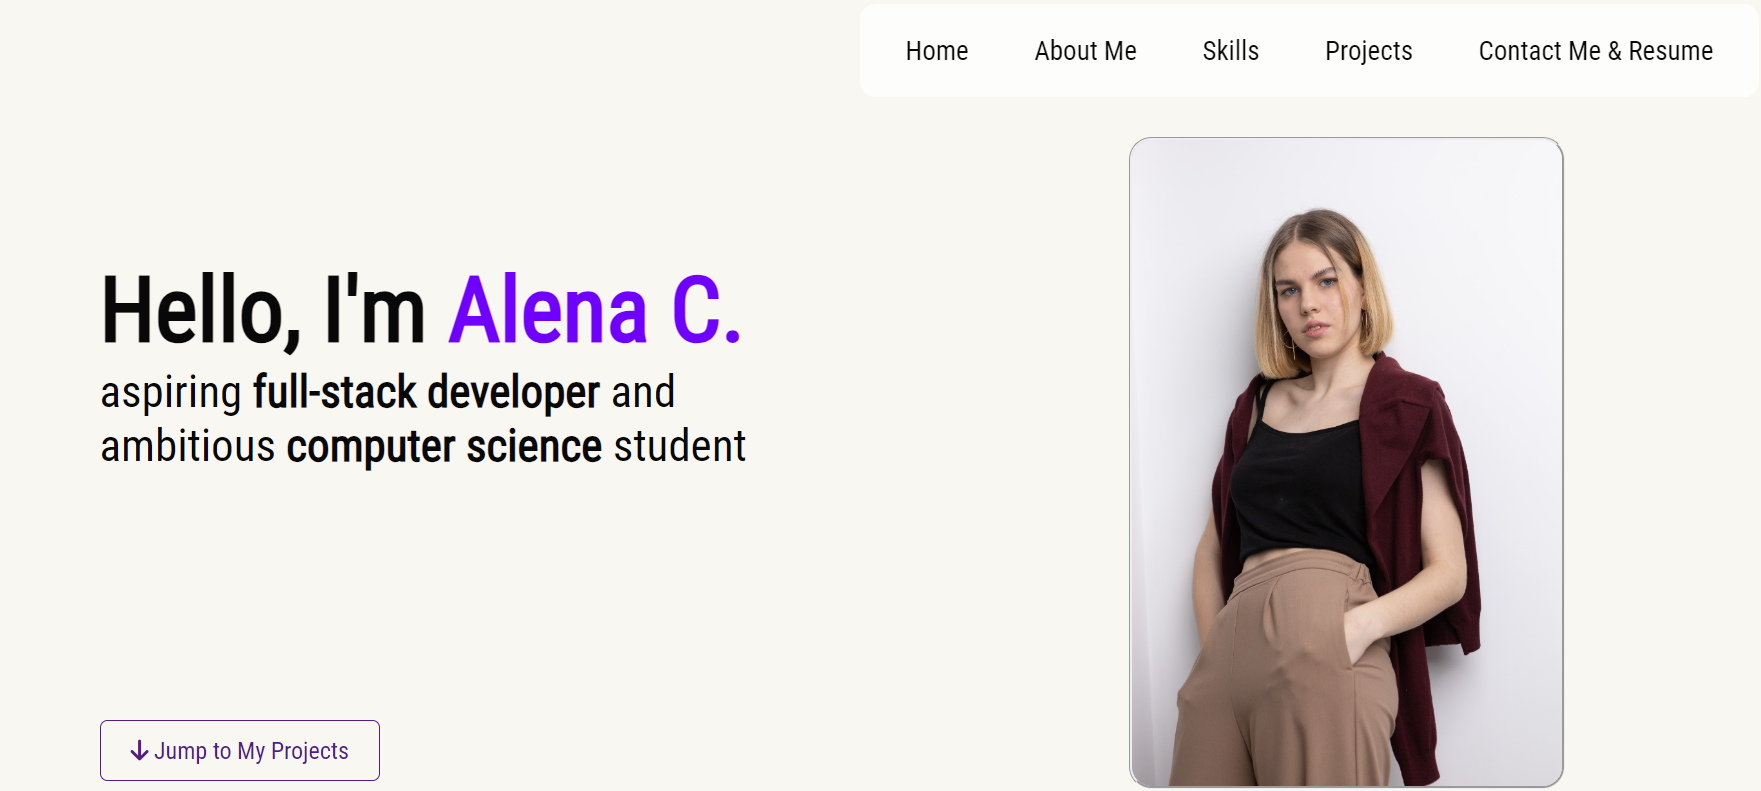 Home About Me Skills Projects Contact Me & Resume
Hello, I'm Alena C.
aspiring full-stack developer and
ambitious computer science student
Jump to My Projects